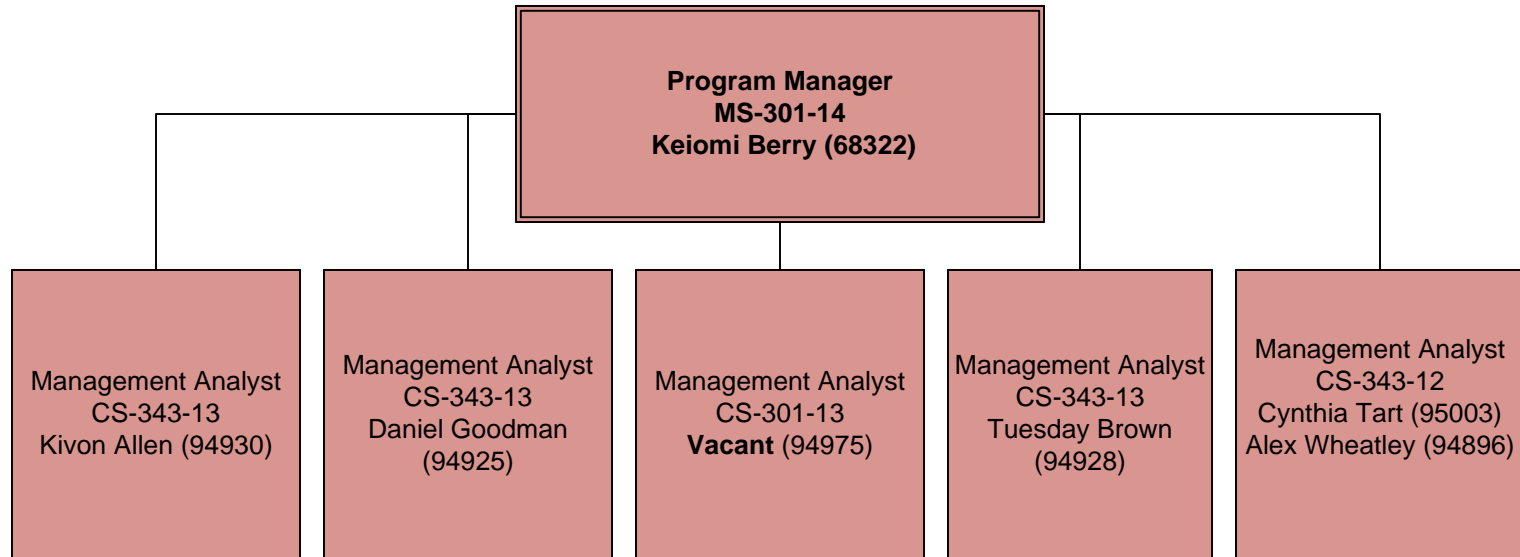 Program Manager
MS-301-14
Keiomi Berry (68322)
Management Analyst
CS-343-13
Kivon Allen (94930)
Management Analyst
CS-343-13
Daniel Goodman
(94925)
Management Analyst
CS-301-13
Vacant (94975)
Management Analyst
CS-343-13
Tuesday Brown
(94928)
Management Analyst
CS-343-12
Cynthia Tart (95003)
Alex Wheatley (94896)